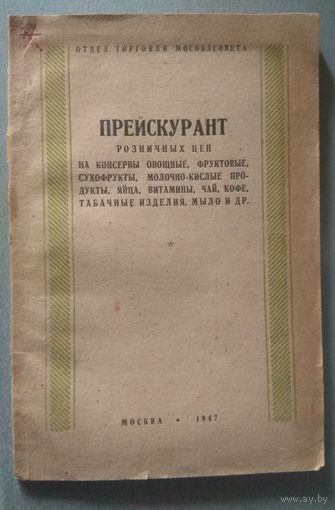 ОТДЕЛ ТОРГОВЛИ МОСОБЛСОВЕТА
ПРЕЙСКУРАНТ
РОЗНИЧНЫХ ЦЕН
НА КОНСЕРВЫ ОВОЩНЫЕ, ФРУКТОВЫЕ,
СУХОФРУКТЫ, МОЛОЧНО-КИСЛЫЕ ПРО-
ДУКТЫ, ЯЙЦА, ВИТАМИНЫ, ЧАЙ, КОФЕ,
ТАБАЧНЫЕ ИЗДЕЛИЯ, МЫЛО И ДР.
МОСКВА • 1947
www.ay.by